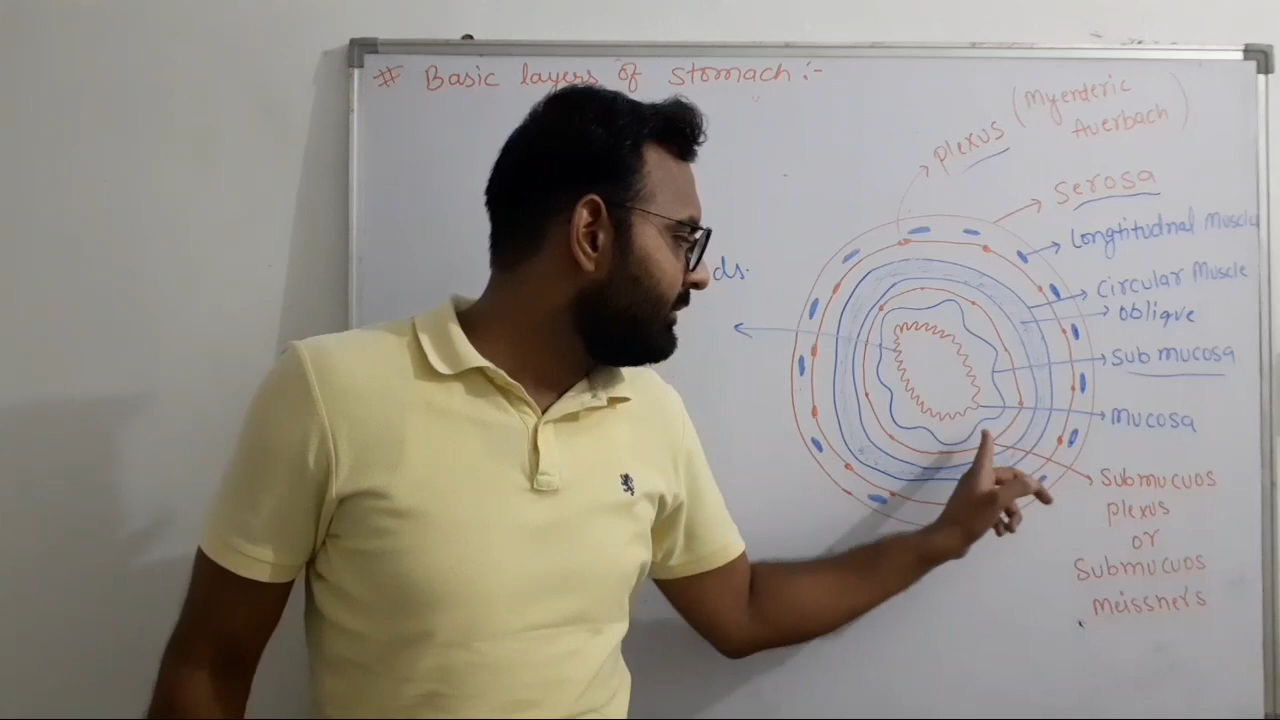 # Basic layers of stomach :-
(Myenteric
Auerbach)
plexus
Serosa
Longtitudnal Muscle
ds.
Circular Muscle
oblique
Sub mucosa
Mucosa
Submucuos
plexus
or
Submucuos
meissners